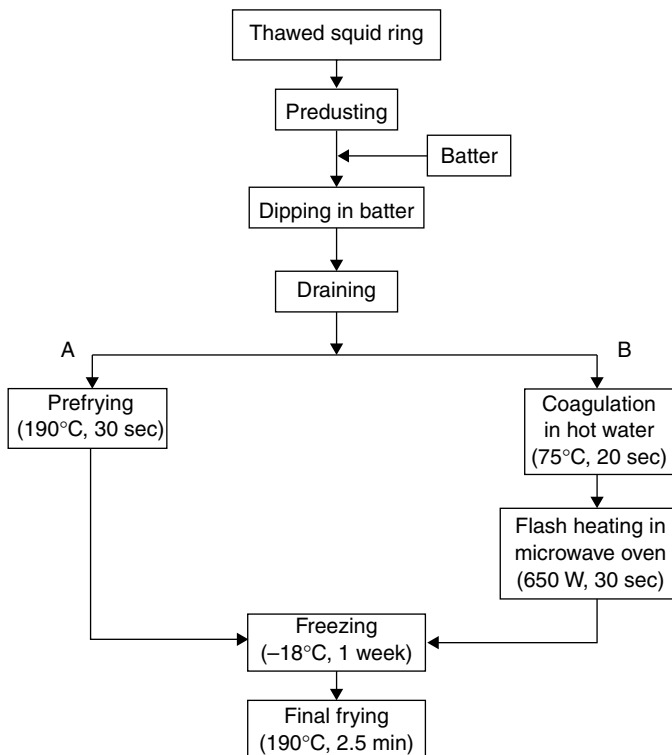 Thawed squid ring
Predusting
Batter
Dipping in batter
Draining
A
B
Prefrying
(190°C, 30 sec)
Coagulation
in hot water
(75°C, 20 sec)
Flash heating in
microwave oven
(650 W, 30 sec)
Freezing
(–18°C, 1 week)
Final frying
(190°C, 2.5 min)